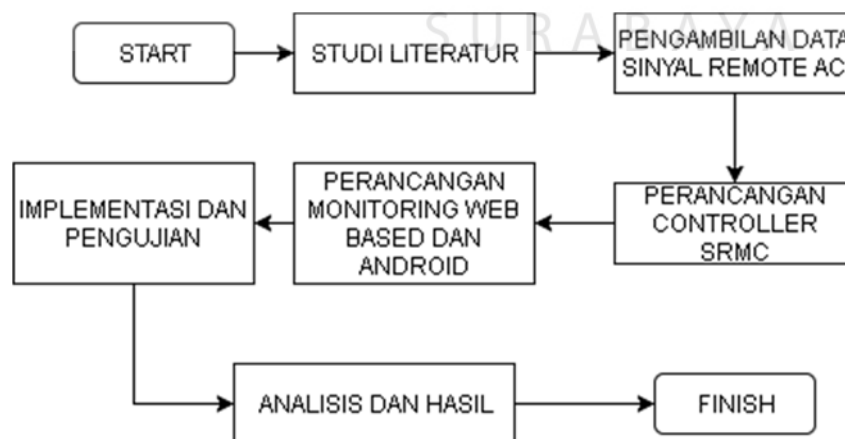 SURABAYA
START
STUDI LITERATUR
PENGAMBILAN DATA
SINYAL REMOTE AC
IMPLEMENTASI DAN
PENGUJIAN
PERANCANGAN
MONITORING WEB
BASED DAN
ANDROID
PERANCANGAN
CONTROLLER
SRMC
ANALISIS DAN HASIL
FINISH